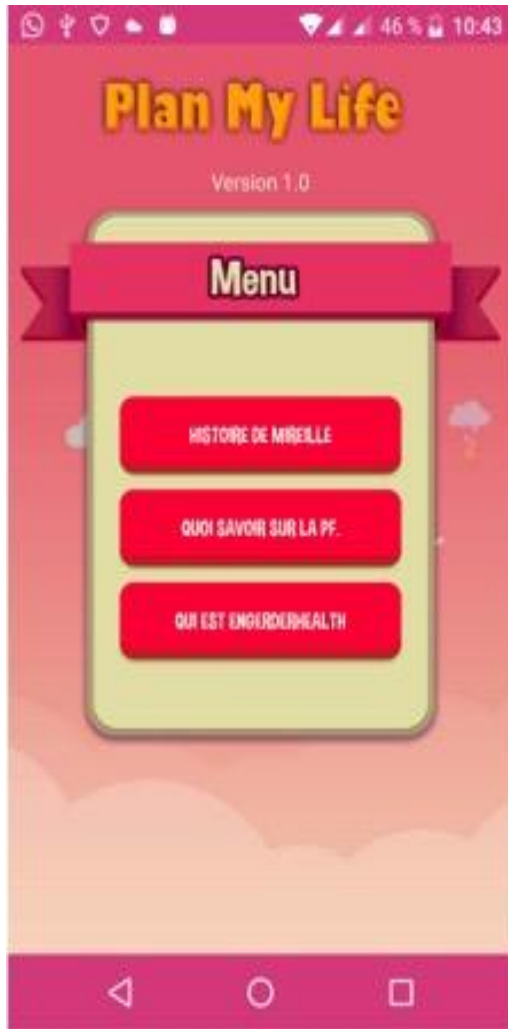 46 % 10:43
Plan My Life
Version 1.0
Menu
HISTOIRE DE MIREILLE
QUOI SAVOIR SUR LA PF.
QUI EST ENGERDERHEALTH